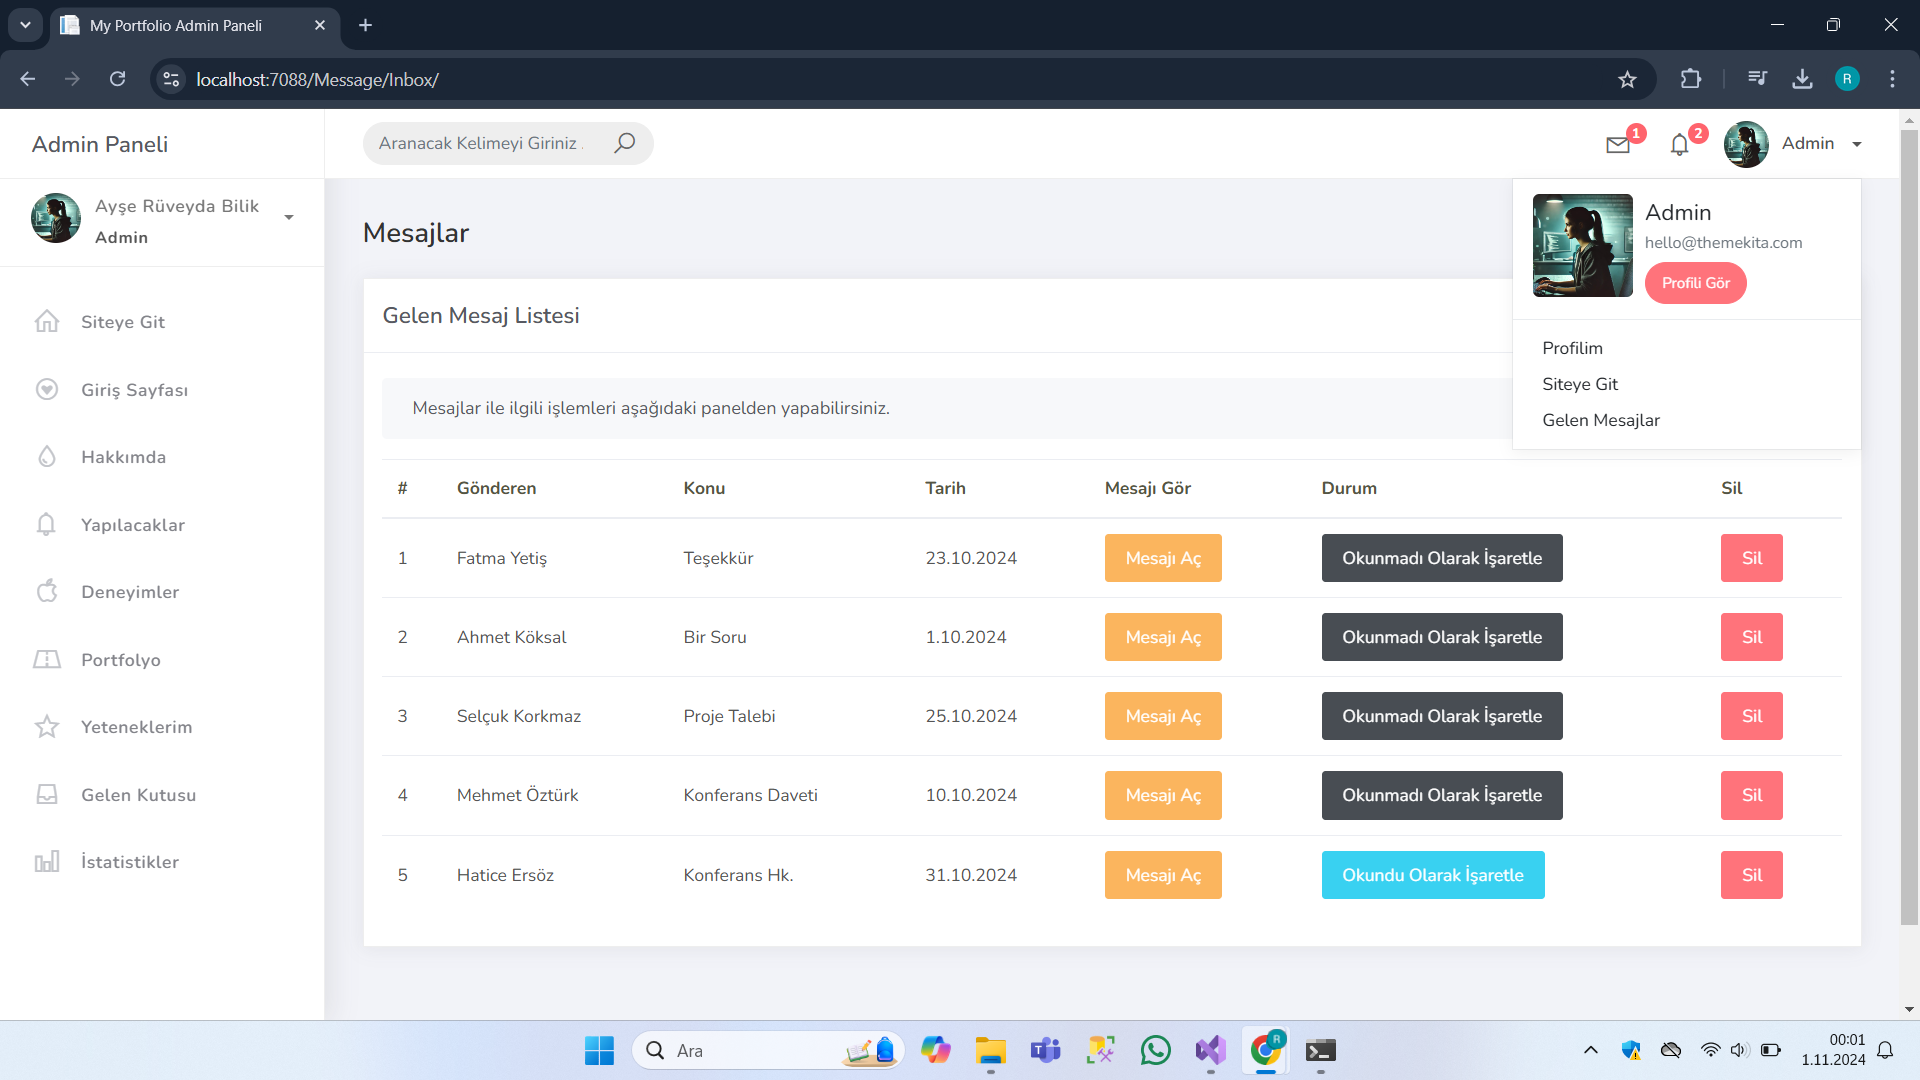 My Portfolio Admin Paneli
localhost:7088/Message/Inbox/
R
Admin Paneli
Aranacak Kelimeyi Giriniz .
1
2
Admin
Ayşe Rüveyda Bilik
Admin
Siteye Git
Giriş Sayfası
Hakkımda
Yapılacaklar
Deneyimler
Portfolyo
Yeteneklerim
Gelen Kutusu
İstatistikler
Mesajlar
Admin
hello@themekita.com
Profili Gör
Profilim
Siteye Git
Gelen Mesajlar
Gelen Mesaj Listesi
Mesajlar ile ilgili işlemleri aşağıdaki panelden yapabilirsiniz.
# Gönderen Konu Tarih Mesajı Gör Durum Sil
1 Fatma Yetiş Teşekkür 23.10.2024 Mesajı Aç Okunmadı Olarak İşaretle Sil
2 Ahmet Köksal Bir Soru 1.10.2024 Mesajı Aç Okunmadı Olarak İşaretle Sil
3 Selçuk Korkmaz Proje Talebi 25.10.2024 Mesajı Aç Okunmadı Olarak İşaretle Sil
4 Mehmet Öztürk Konferans Daveti 10.10.2024 Mesajı Aç Okunmadı Olarak İşaretle Sil
5 Hatice Ersöz Konferans Hk. 31.10.2024 Mesajı Aç Okundu Olarak İşaretle Sil
Ara
R
00:01
1.11.2024